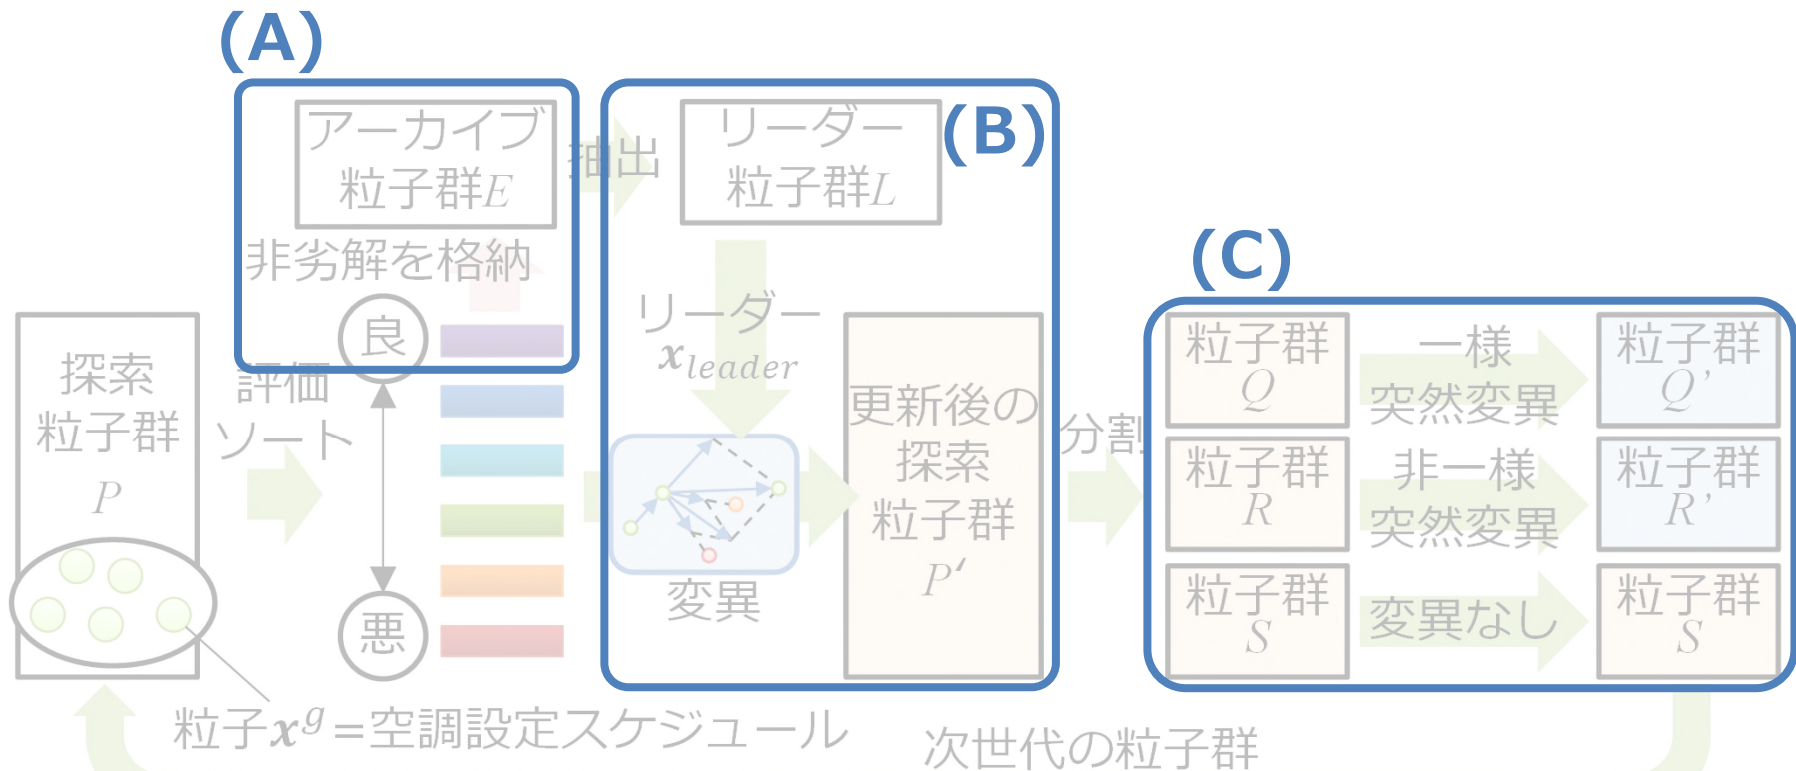 (A)
アーカイブ
粒子群E
非劣解を格納
抽出
リーダー
粒子群L
(B)
リーダー
x_leader
良
悪
探索
粒子群
P
評価
ソート
変異
更新後の
探索
粒子群
P'
分割
(C)
粒子群
Q
一様
突然変異
粒子群
Q'
粒子群
R
非一様
突然変異
粒子群
R'
粒子群
S
変異なし
粒子群
S
粒子x^g=空調設定スケジュール
次世代の粒子群